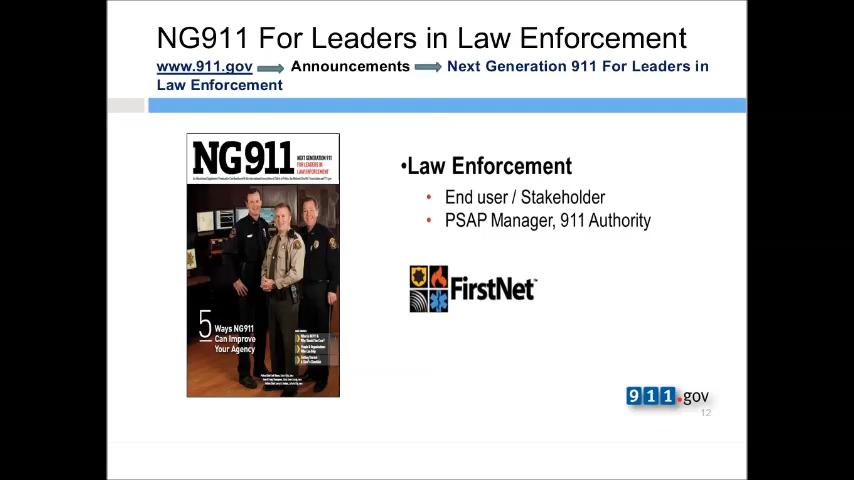 NG911 For Leaders in Law Enforcement
www.911.gov Announcements Next Generation 911 For Leaders in
Law Enforcement
NG911
NEXT GENERATION 911
FOR LEADERS IN
LAW ENFORCEMENT
5 Ways NG911
Can Improve
Your Agency
•Law Enforcement
• End user / Stakeholder
• PSAP Manager, 911 Authority
FirstNet™
911.gov
12